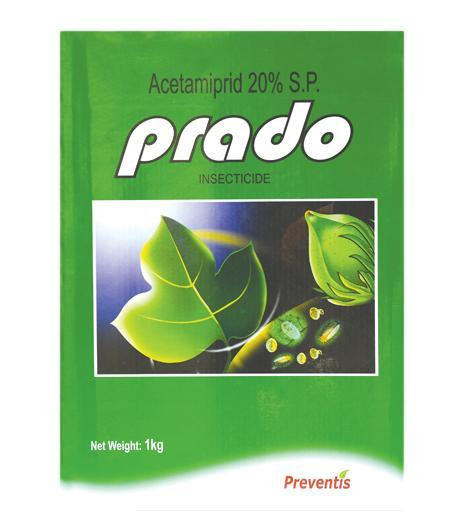 Acetamiprid 20% S.P.
prado
INSECTICIDE
Net Weight: 1kg
Preventis